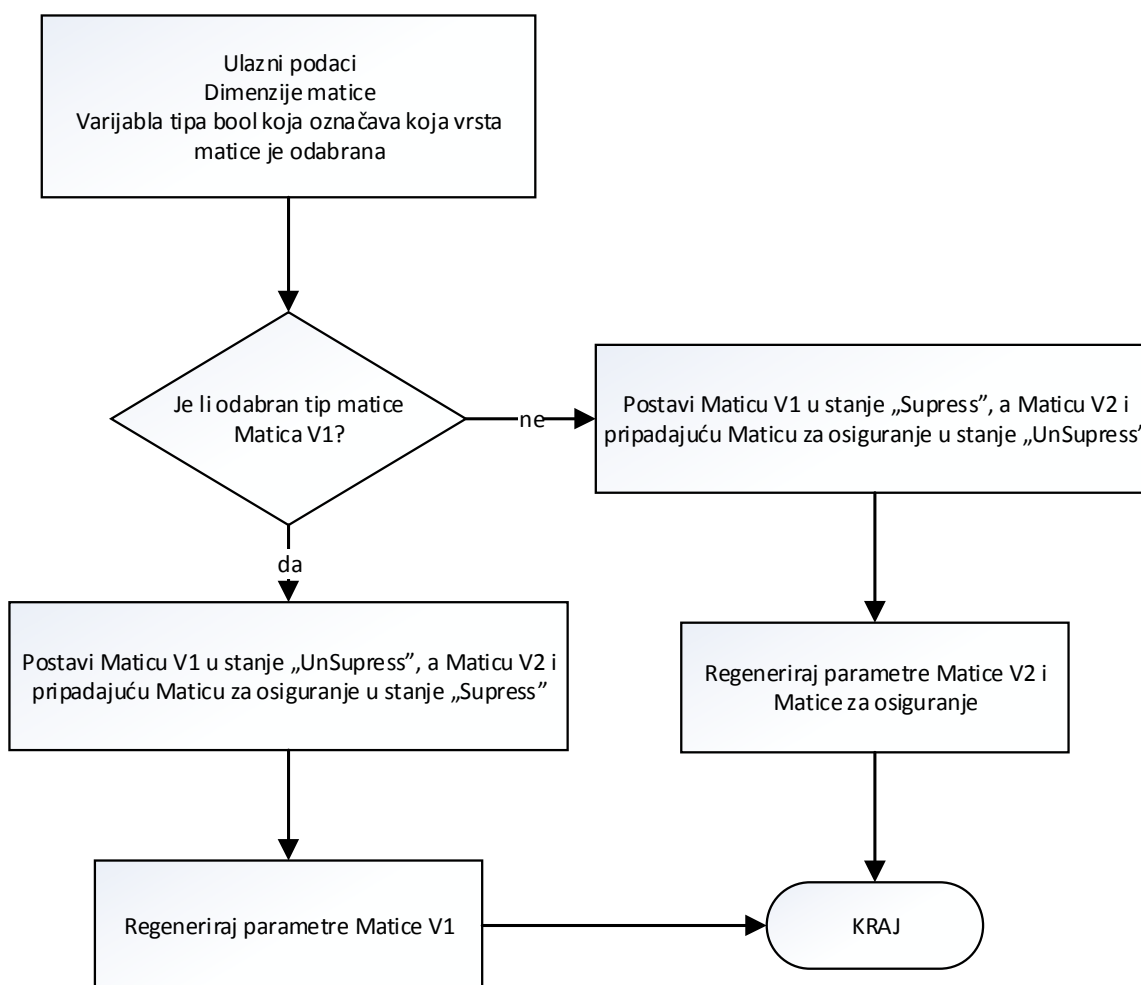 Ulazni podaci
Dimenzije matice
Varijabla tipa bool koja označava koja vrsta
matice je odabrana
Je li odabran tip matice
Matica V1?
ne
Postavi Maticu V1 u stanje „Supress”, a Maticu V2 i
pripadajuću Maticu za osiguranje u stanje „UnSupress”
da
Postavi Maticu V1 u stanje „UnSupress”, a Maticu V2 i
pripadajuću Maticu za osiguranje u stanje „Supress”
Regeneriraj parametre Matice V2 i
Matice za osiguranje
Regeneriraj parametre Matice V1
KRAJ